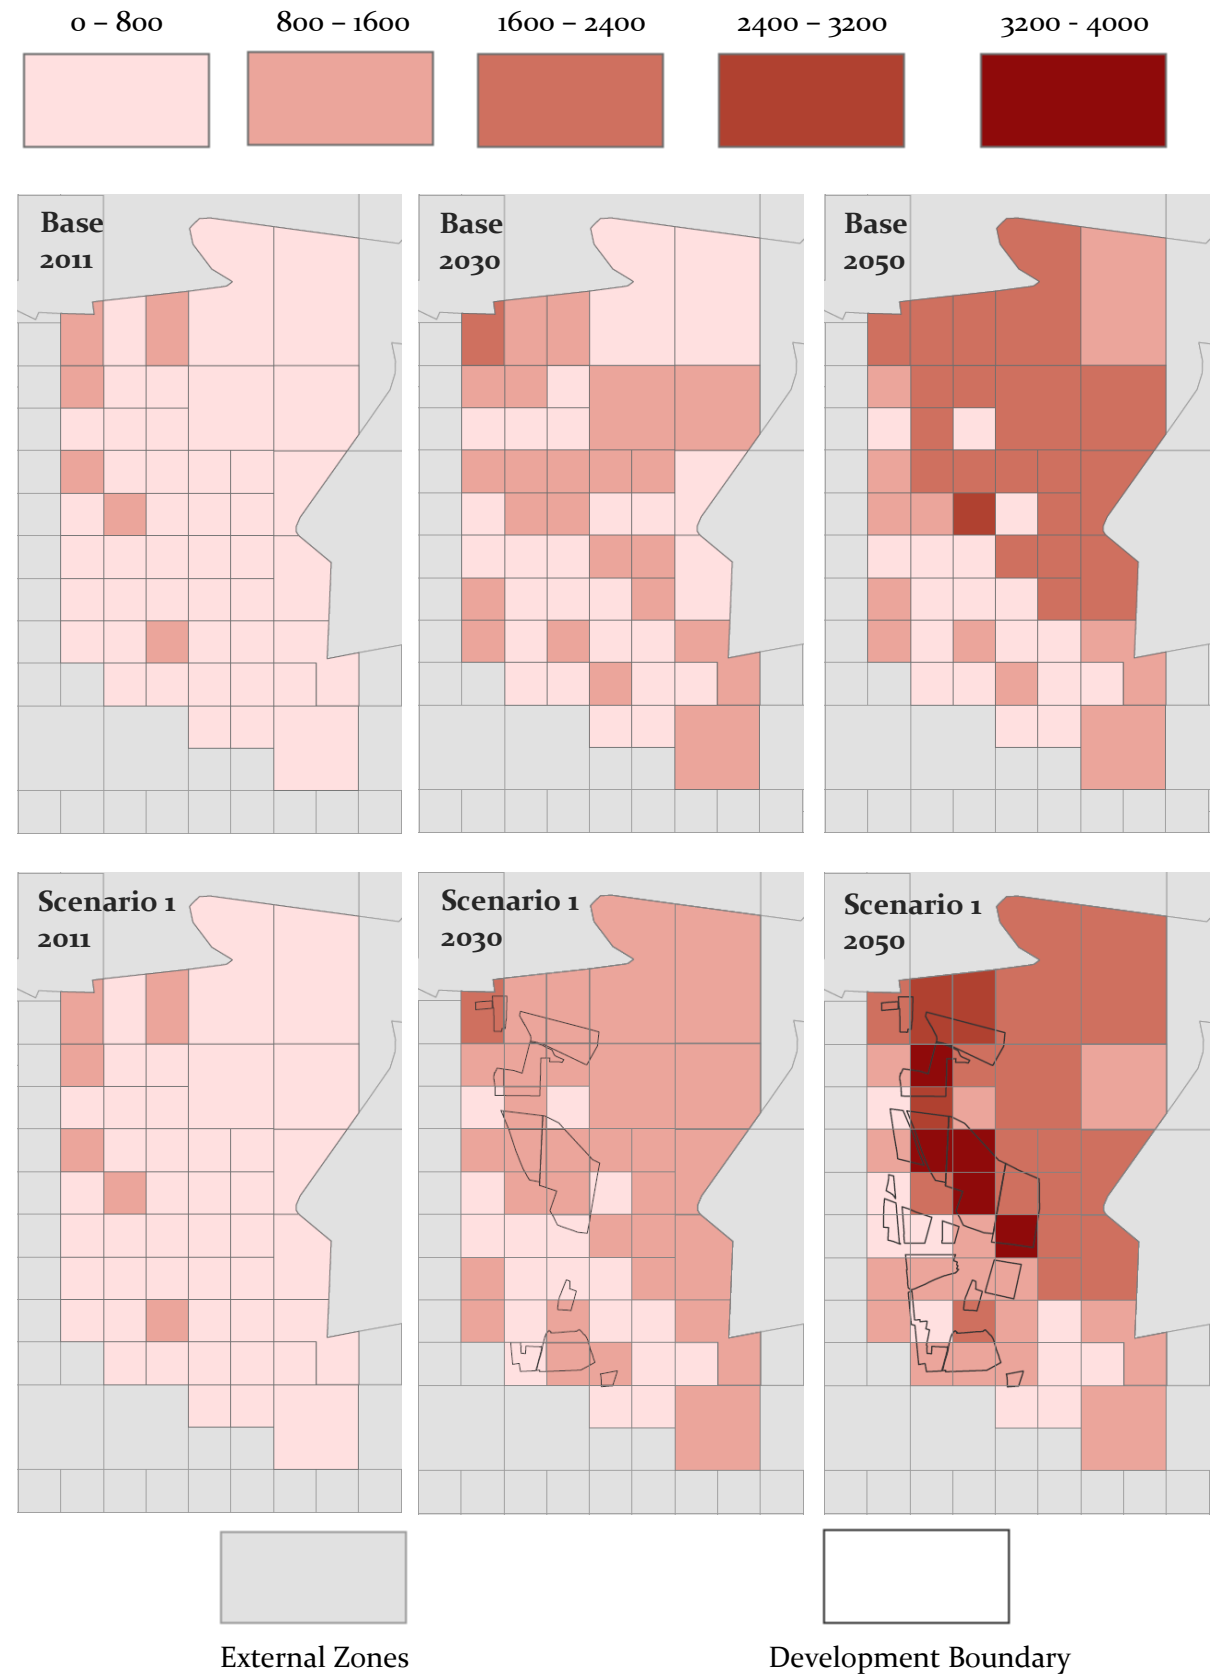 0 – 800 800 – 1600 1600 – 2400 2400 – 3200 3200 - 4000
Base Base Base
2011 2030 2050
Scenario 1 Scenario 1 Scenario 1
2011 2030 2050
External Zones Development Boundary